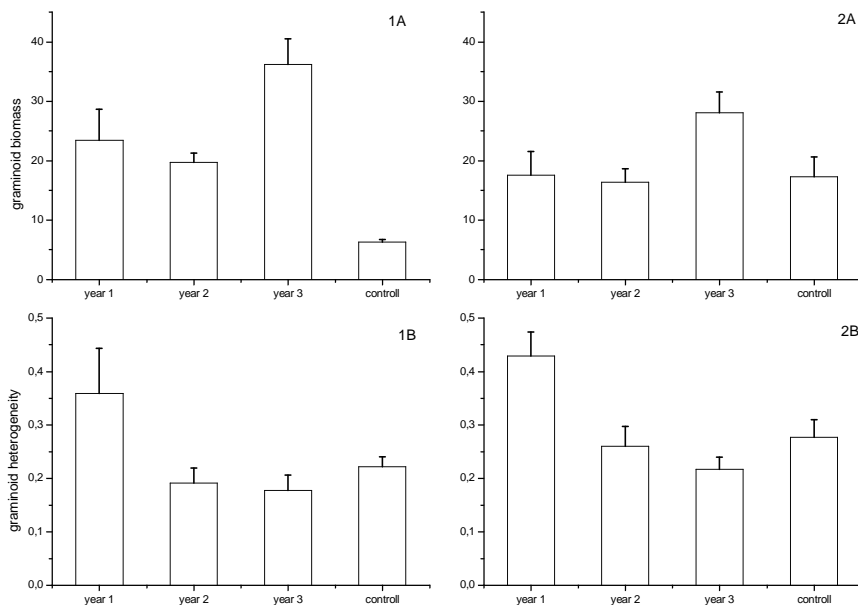 1A
graminoid biomass
40
30
20
10
0
year 1 year 2 year 3 controll
2A
40
30
20
10
0
year 1 year 2 year 3 controll
1B
graminoid heterogeneity
0,5
0,4
0,3
0,2
0,1
0,0
year 1 year 2 year 3 controll
2B
0,5
0,4
0,3
0,2
0,1
0,0
year 1 year 2 year 3 controll